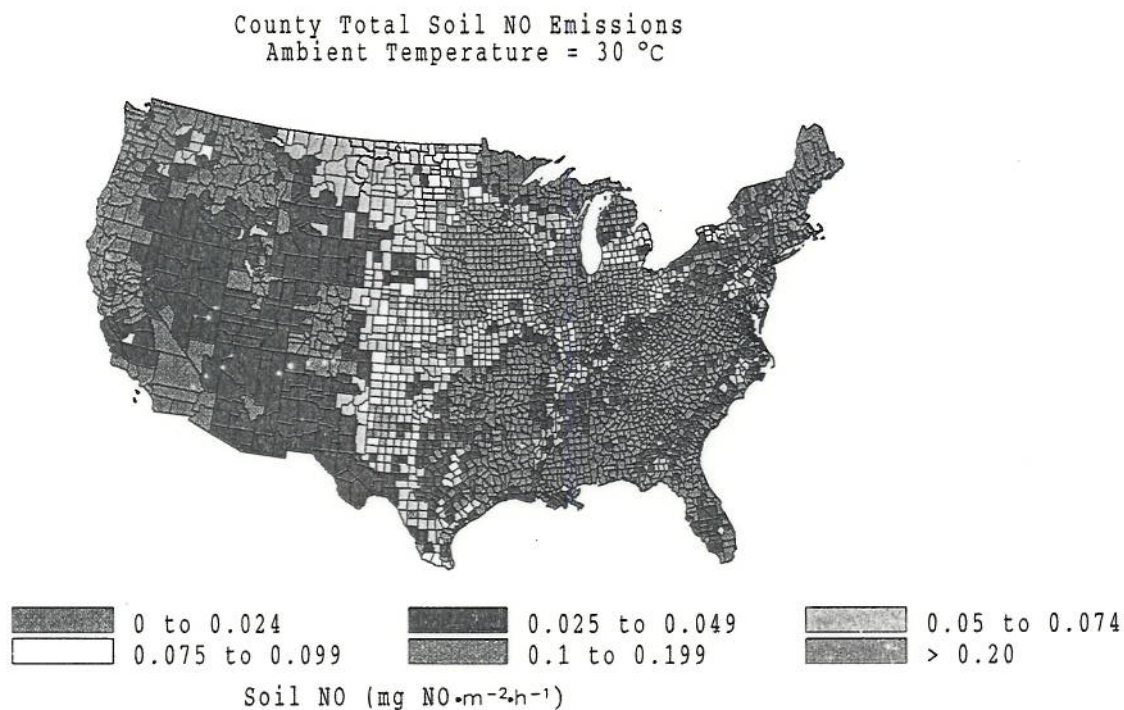 County Total Soil NO Emissions
Ambient Temperature = 30 °C
0 to 0.024 0.025 to 0.049 0.05 to 0.074
0.075 to 0.099 0.1 to 0.199 > 0.20
Soil NO (mg NO•m⁻²•h⁻¹)